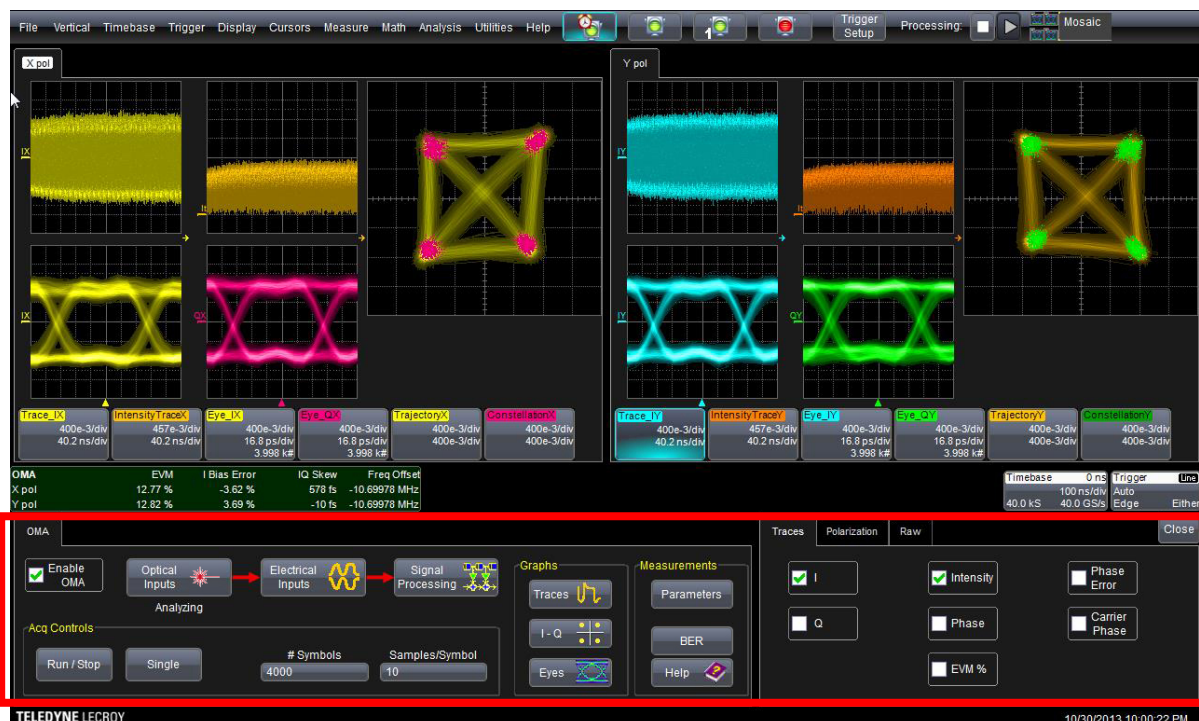 File Vertical Timebase Trigger Display Cursors Measure Math Analysis Utilities Help 1 Trigger Setup Processing: Mosaic
X pol
IX
It
IX
QX
Trace_IX
400e-3/div
40.2 ns/div
IntensityTraceX
457e-3/div
40.2 ns/div
Eye_IX
400e-3/div
16.8 ps/div
3.998 k#
Eye_QX
400e-3/div
16.8 ps/div
3.998 k#
TrajectoryX
400e-3/div
400e-3/div
ConstellationX
400e-3/div
400e-3/div
Y pol
IY
It
IY
QY
Trace_IY
400e-3/div
40.2 ns/div
IntensityTraceY
457e-3/div
40.2 ns/div
Eye_IY
400e-3/div
16.8 ps/div
3.998 k#
Eye_QY
400e-3/div
16.8 ps/div
3.998 k#
TrajectoryY
400e-3/div
400e-3/div
ConstellationY
400e-3/div
400e-3/div
OMA EVM I Bias Error IQ Skew Freq Offset
X pol 12.77 % -3.62 % 578 fs -10.69978 MHz
Y pol 12.82 % 3.69 % -10 fs -10.69978 MHz
Timebase 0 ns
100 ns/div
40.0 kS 40.0 GS/s
Trigger Line
Auto
Edge Either
OMA
Enable OMA
Optical Inputs
Analyzing
Electrical Inputs
Signal Processing
Acq Controls
Run / Stop
Single
# Symbols
4000
Samples/Symbol
10
Graphs
Traces
I - Q
Eyes
Measurements
Parameters
BER
Help
Traces Polarization Raw Close
I
Intensity
Phase Error
Q
Phase
Carrier Phase
EVM %
TELEDYNE LECROY 10/30/2013 10:00:22 PM